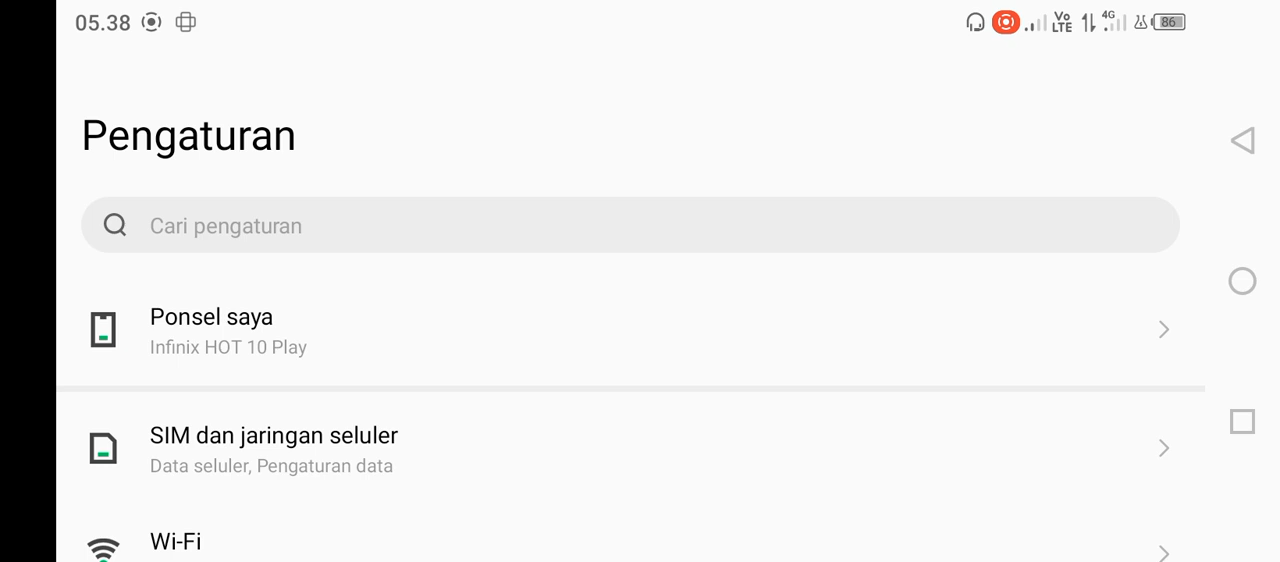 05.38 Vo LTE 4G 86
Pengaturan
Cari pengaturan
Ponsel saya
Infinix HOT 10 Play
SIM dan jaringan seluler
Data seluler, Pengaturan data
Wi-Fi